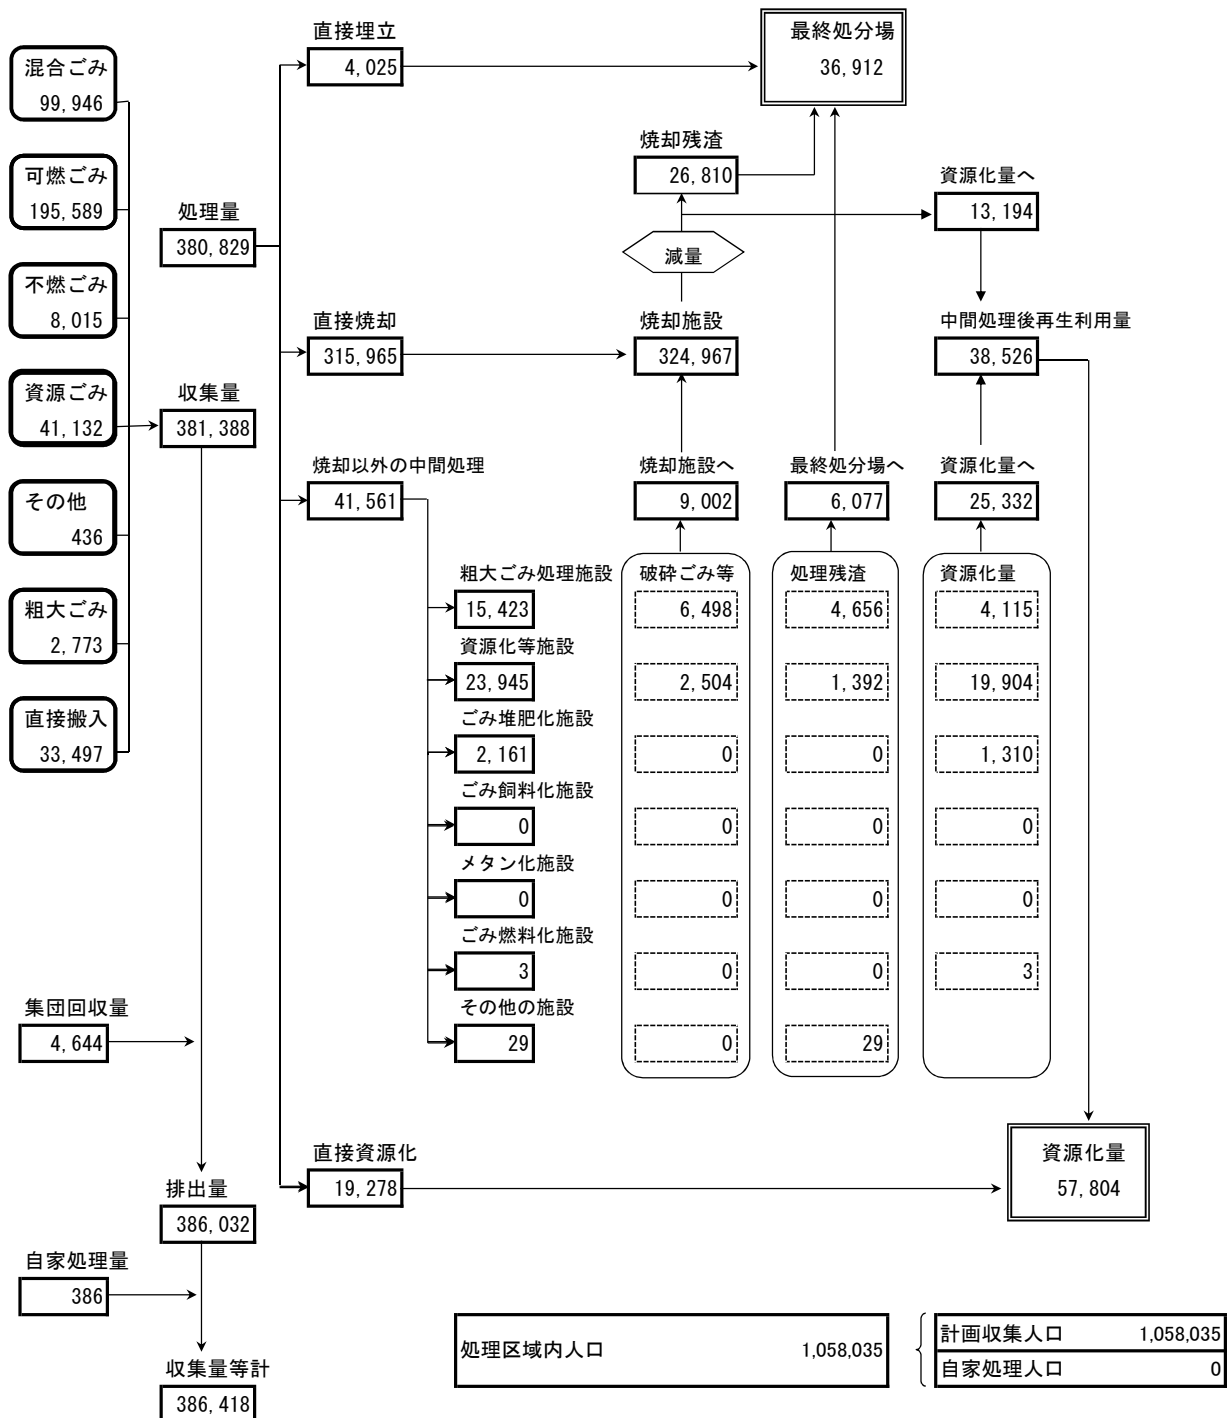 混合ごみ
99,946
可燃ごみ
195,589
不燃ごみ
8,015
資源ごみ
41,132
その他
436
粗大ごみ
2,773
直接搬入
33,497
収集量
381,388
集団回収量
4,644
排出量
386,032
自家処理量
386
収集量等計
386,418
処理量
380,829
直接埋立
4,025
直接焼却
315,965
焼却以外の中間処理
41,561
直接資源化
19,278
粗大ごみ処理施設
15,423
資源化等施設
23,945
ごみ堆肥化施設
2,161
ごみ飼料化施設
0
メタン化施設
0
ごみ燃料化施設
3
その他の施設
29
最終処分場
36,912
焼却残渣
26,810
減量
焼却施設
324,967
焼却施設へ
9,002
破砕ごみ等
6,498
2,504
0
0
0
0
0
最終処分場へ
6,077
処理残渣
4,656
1,392
0
0
0
0
29
資源化量へ
13,194
中間処理後再生利用量
38,526
資源化量へ
25,332
資源化量
4,115
19,904
1,310
0
0
3
資源化量
57,804
処理区域内人口 1,058,035
計画収集人口 1,058,035
自家処理人口 0